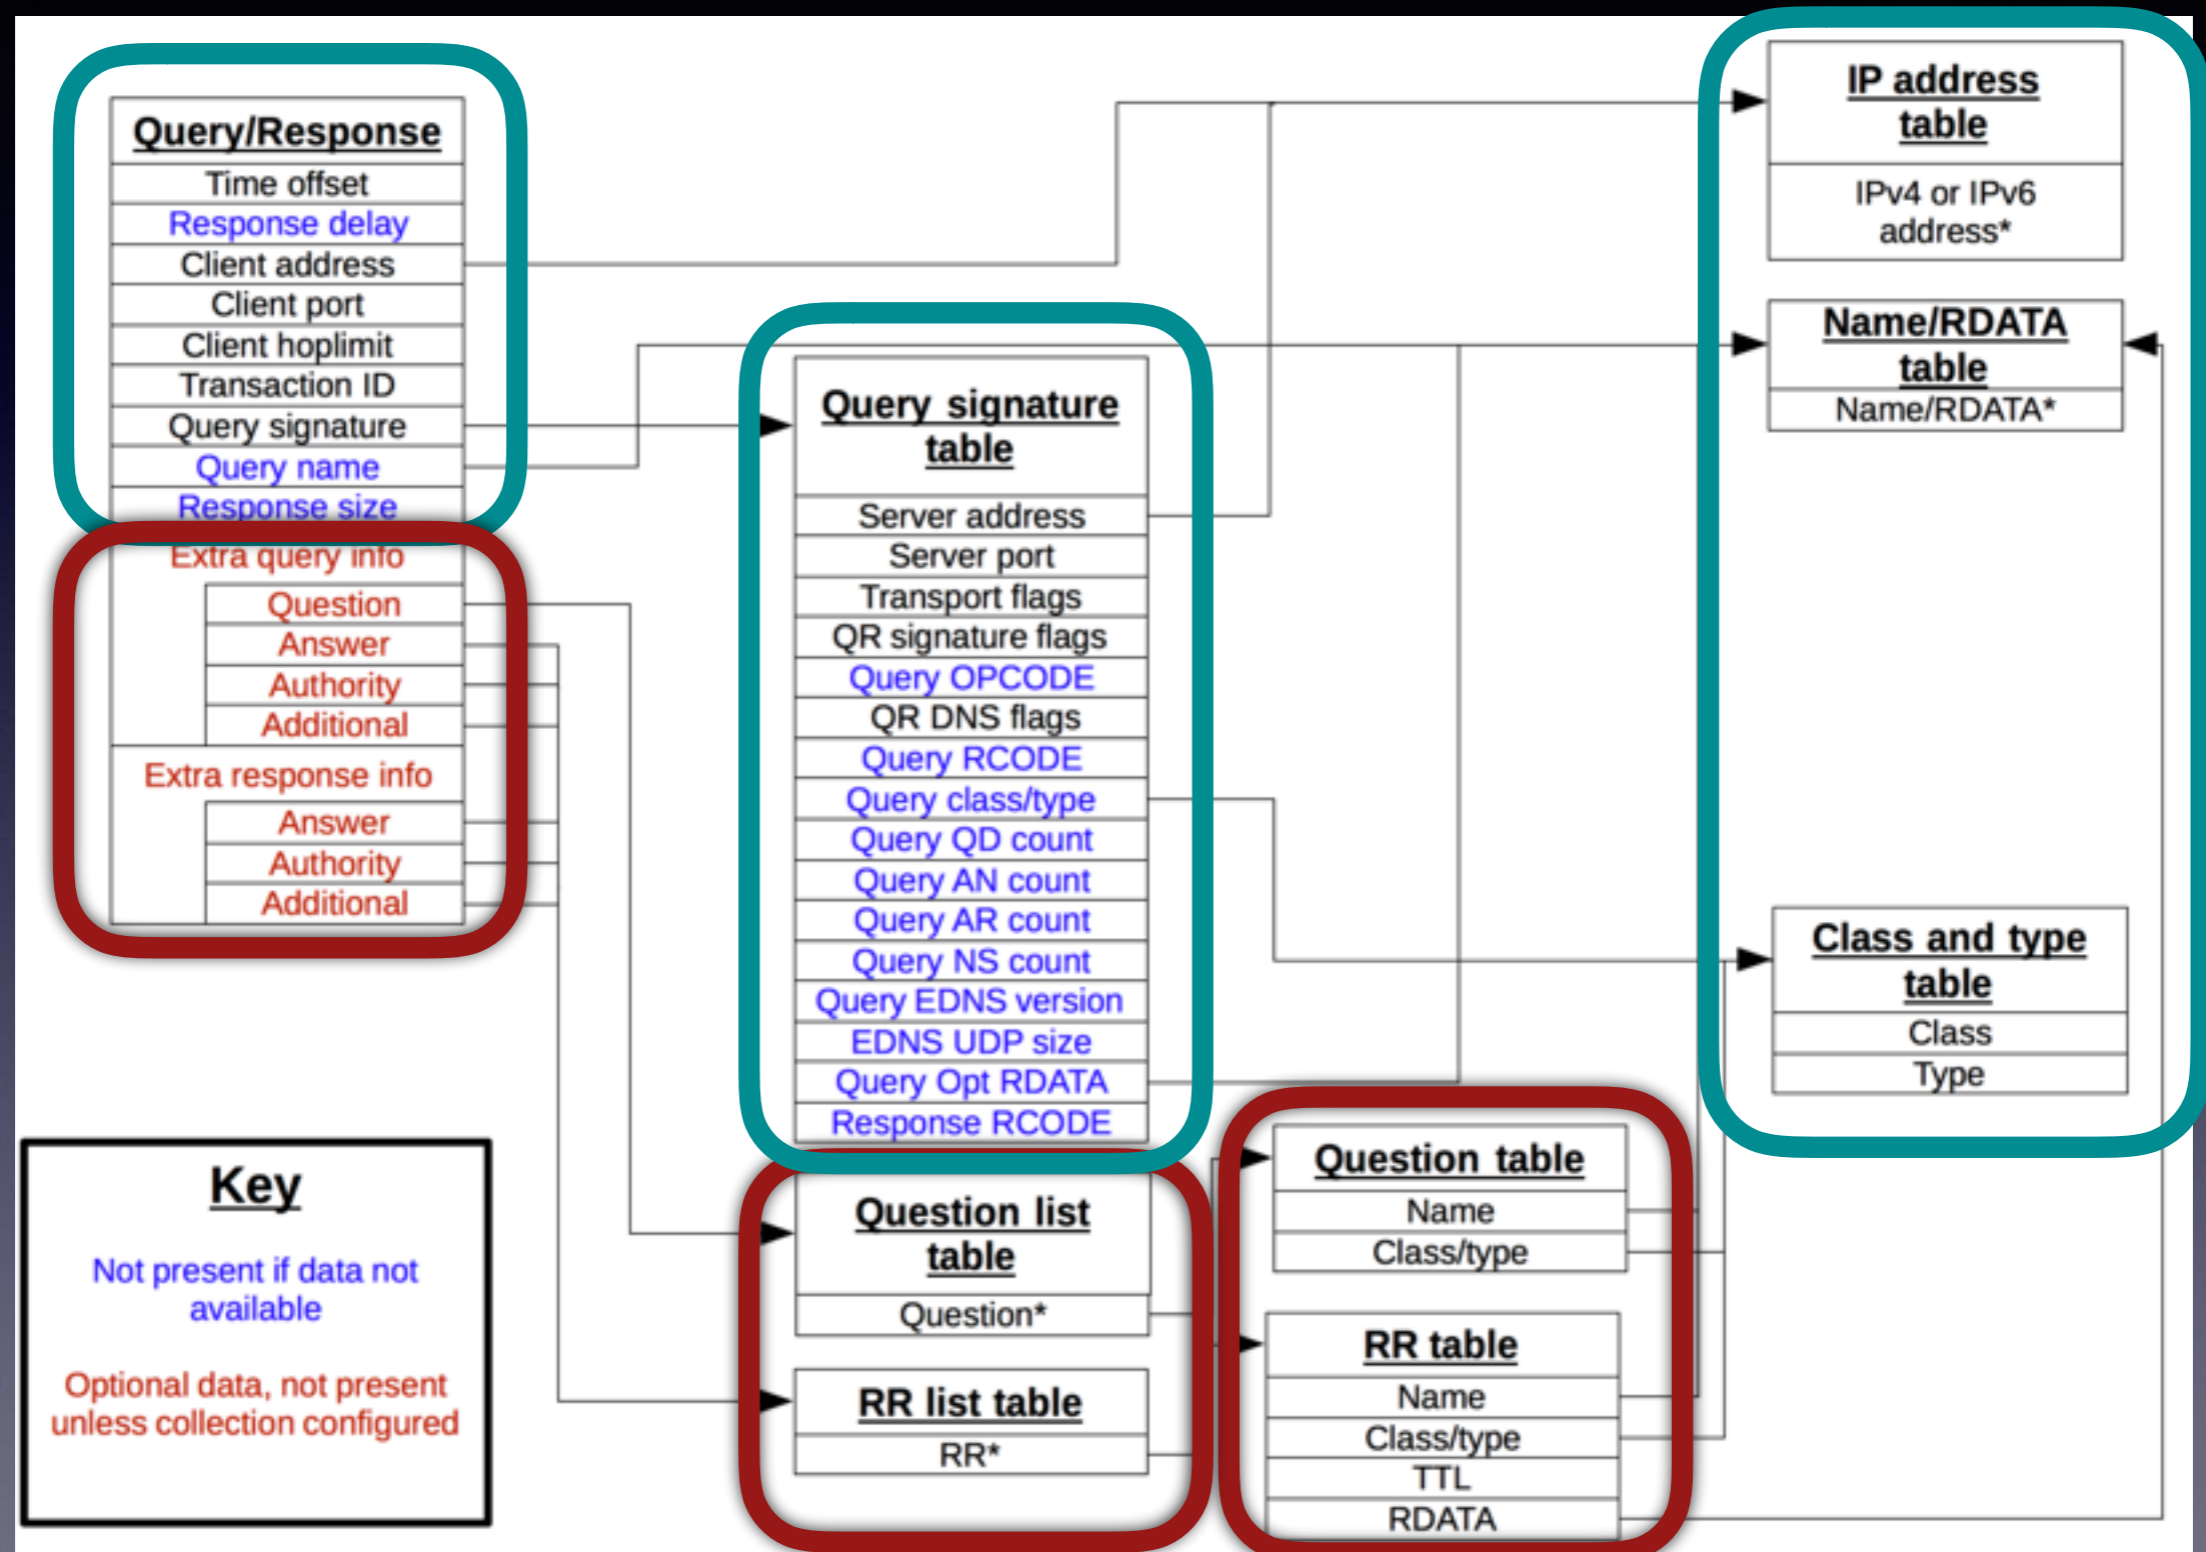 Query/Response
Time offset
Response delay
Client address
Client port
Client hoplimit
Transaction ID
Query signature
Query name
Response size
Extra query info
Question
Answer
Authority
Additional
Extra response info
Answer
Authority
Additional
Key
Not present if data not
available
Optional data, not present
unless collection configured
Query signature
table
Server address
Server port
Transport flags
QR signature flags
Query OPCODE
QR DNS flags
Query RCODE
Query class/type
Query QD count
Query AN count
Query AR count
Query NS count
Query EDNS version
EDNS UDP size
Query Opt RDATA
Response RCODE
Question list
table
Question*
RR list table
RR*
Question table
Name
Class/type
RR table
Name
Class/type
TTL
RDATA
IP address
table
IPv4 or IPv6
address*
Name/RDATA
table
Name/RDATA*
Class and type
table
Class
Type